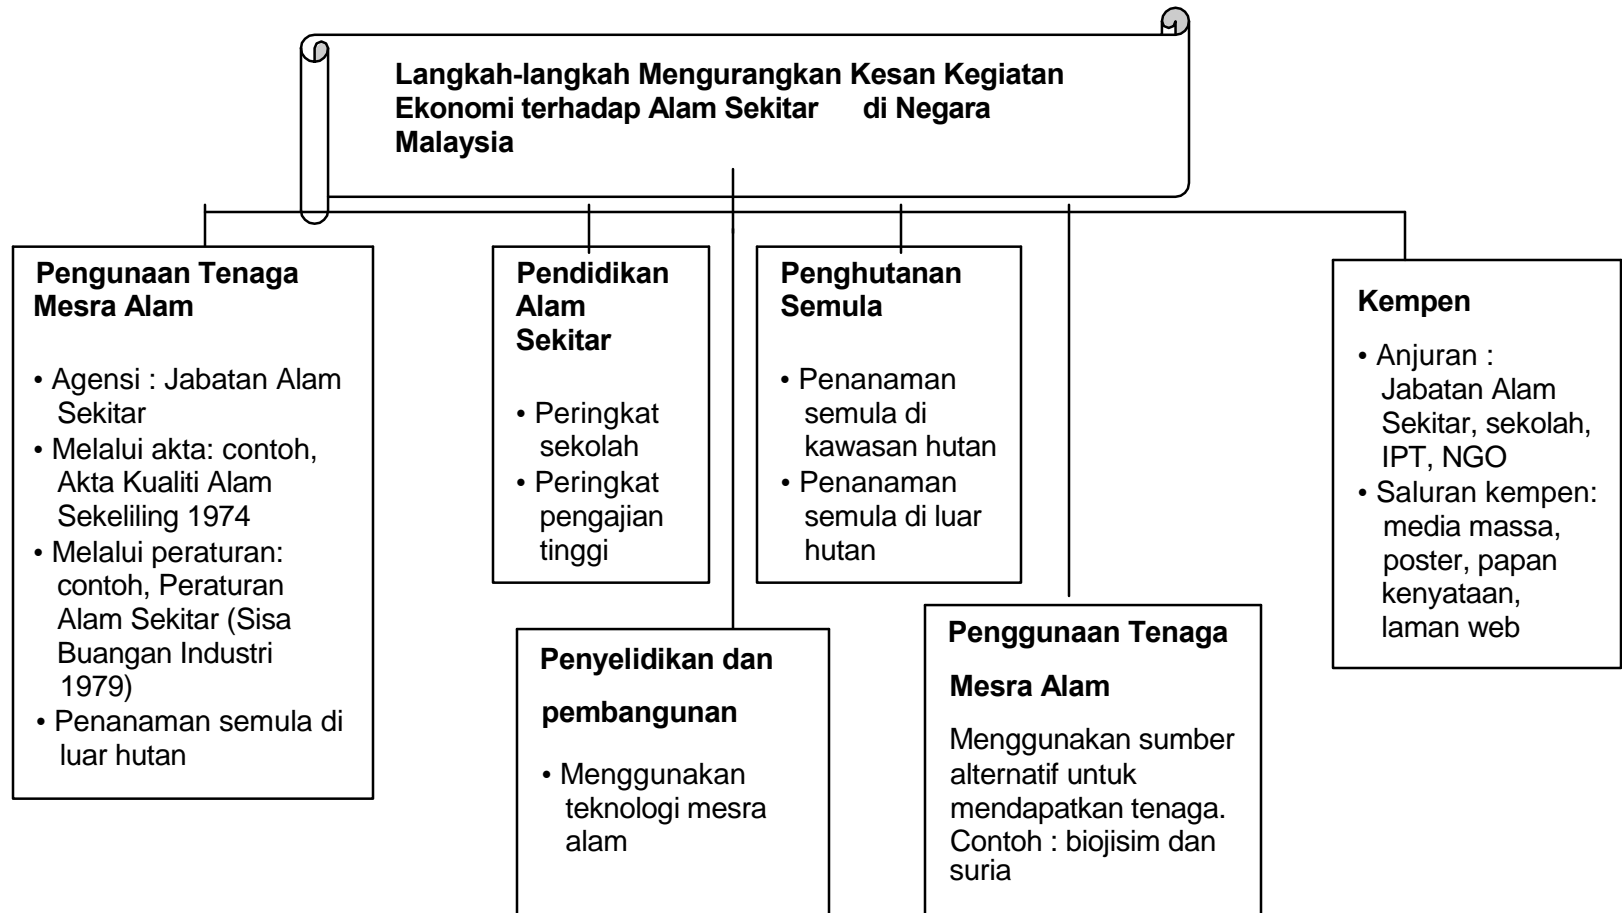 Langkah-langkah Mengurangkan Kesan Kegiatan
Ekonomi terhadap Alam Sekitar di Negara
Malaysia
Pengunaan Tenaga
Mesra Alam
• Agensi : Jabatan Alam
Sekitar
• Melalui akta: contoh,
Akta Kualiti Alam
Sekeliling 1974
• Melalui peraturan:
contoh, Peraturan
Alam Sekitar (Sisa
Buangan Industri
1979)
• Penanaman semula di
luar hutan
Pendidikan
Alam
Sekitar
• Peringkat
sekolah
• Peringkat
pengajian
tinggi
Penghutanan
Semula
• Penanaman
semula di
kawasan hutan
• Penanaman
semula di luar
hutan
Kempen
• Anjuran :
Jabatan Alam
Sekitar, sekolah,
IPT, NGO
• Saluran kempen:
media massa,
poster, papan
kenyataan,
laman web
Penyelidikan dan
pembangunan
• Menggunakan
teknologi mesra
alam
Penggunaan Tenaga
Mesra Alam
Menggunakan sumber
alternatif untuk
mendapatkan tenaga.
Contoh : biojisim dan
suria